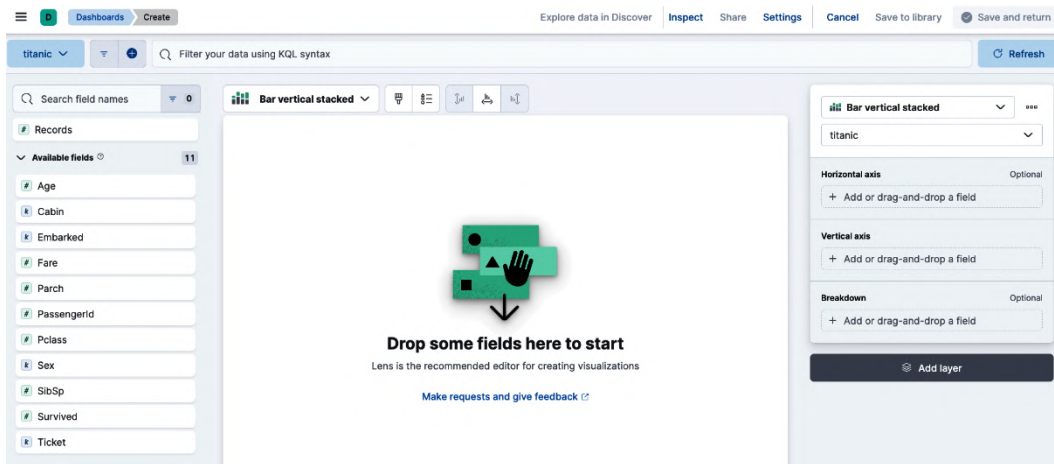 D Dashboards Create Explore data in Discover Inspect Share Settings Cancel Save to library Save and return
titanic Filter your data using KQL syntax Refresh
Search field names 0
Records
Available fields 11
Age
Cabin
Embarked
Fare
Parch
PassengerId
Pclass
Sex
SibSp
Survived
Ticket
Bar vertical stacked
Drop some fields here to start
Lens is the recommended editor for creating visualizations
Make requests and give feedback
Bar vertical stacked
titanic
Horizontal axis Optional
+ Add or drag-and-drop a field
Vertical axis
+ Add or drag-and-drop a field
Breakdown Optional
+ Add or drag-and-drop a field
Add layer